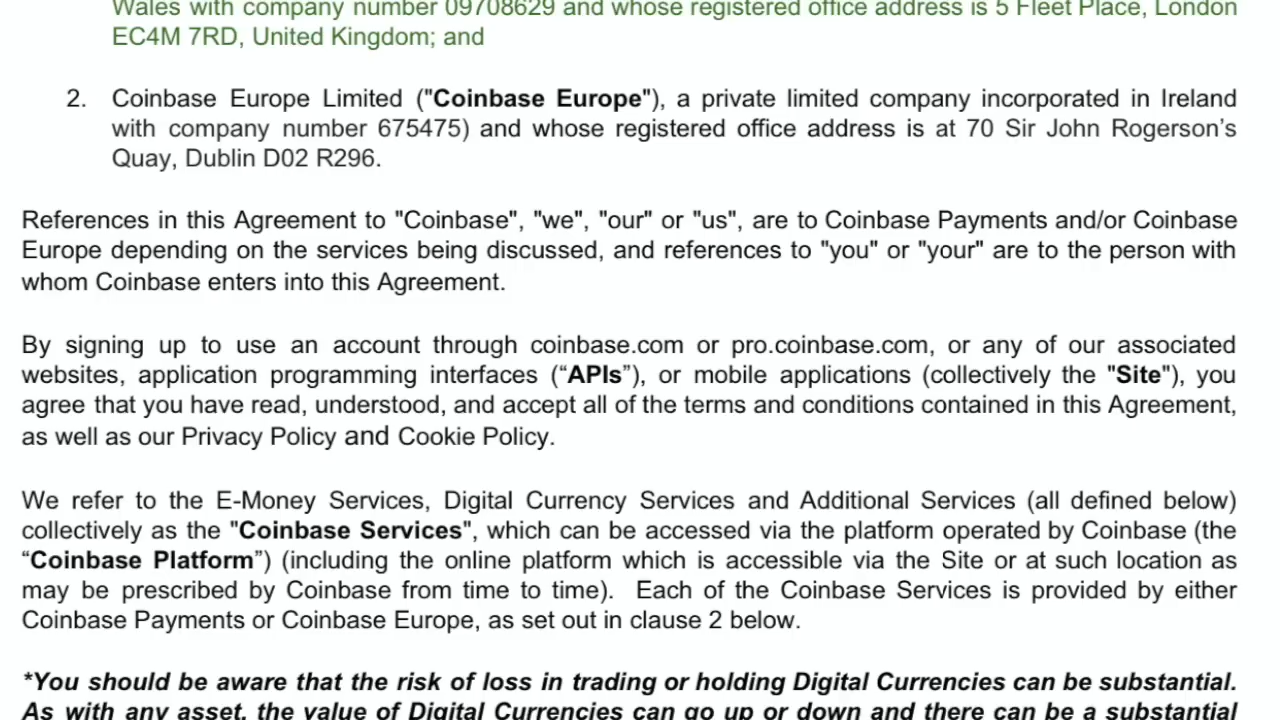 Wales with company number 09708629 and whose registered office address is 5 Fleet Place, London
EC4M 7RD, United Kingdom; and
2. Coinbase Europe Limited ("Coinbase Europe"), a private limited company incorporated in Ireland
with company number 675475) and whose registered office address is at 70 Sir John Rogerson’s
Quay, Dublin D02 R296.
References in this Agreement to "Coinbase", "we", "our" or "us", are to Coinbase Payments and/or Coinbase
Europe depending on the services being discussed, and references to "you" or "your" are to the person with
whom Coinbase enters into this Agreement.
By signing up to use an account through coinbase.com or pro.coinbase.com, or any of our associated
websites, application programming interfaces (“APIs”), or mobile applications (collectively the "Site"), you
agree that you have read, understood, and accept all of the terms and conditions contained in this Agreement,
as well as our Privacy Policy and Cookie Policy.
We refer to the E-Money Services, Digital Currency Services and Additional Services (all defined below)
collectively as the "Coinbase Services", which can be accessed via the platform operated by Coinbase (the
“Coinbase Platform”) (including the online platform which is accessible via the Site or at such location as
may be prescribed by Coinbase from time to time). Each of the Coinbase Services is provided by either
Coinbase Payments or Coinbase Europe, as set out in clause 2 below.
*You should be aware that the risk of loss in trading or holding Digital Currencies can be substantial.
As with any asset, the value of Digital Currencies can go up or down and there can be a substantial